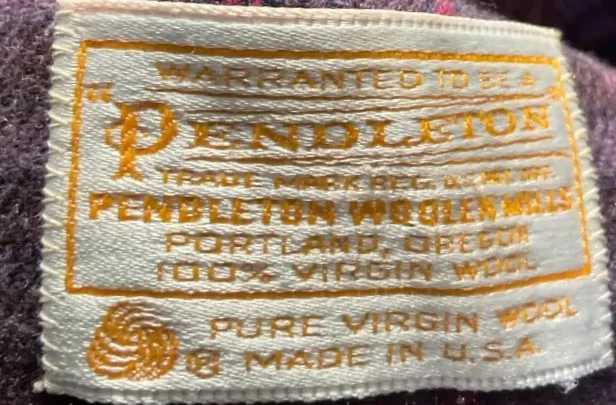 WARRANTED TO BE A
"PENDLETON"
TRADE MARK REG. U.S. PAT. OFF.
PENDLETON WOOLEN MILLS
PORTLAND, OREGON
100% VIRGIN WOOL
PURE VIRGIN WOOL
® MADE IN U.S.A.